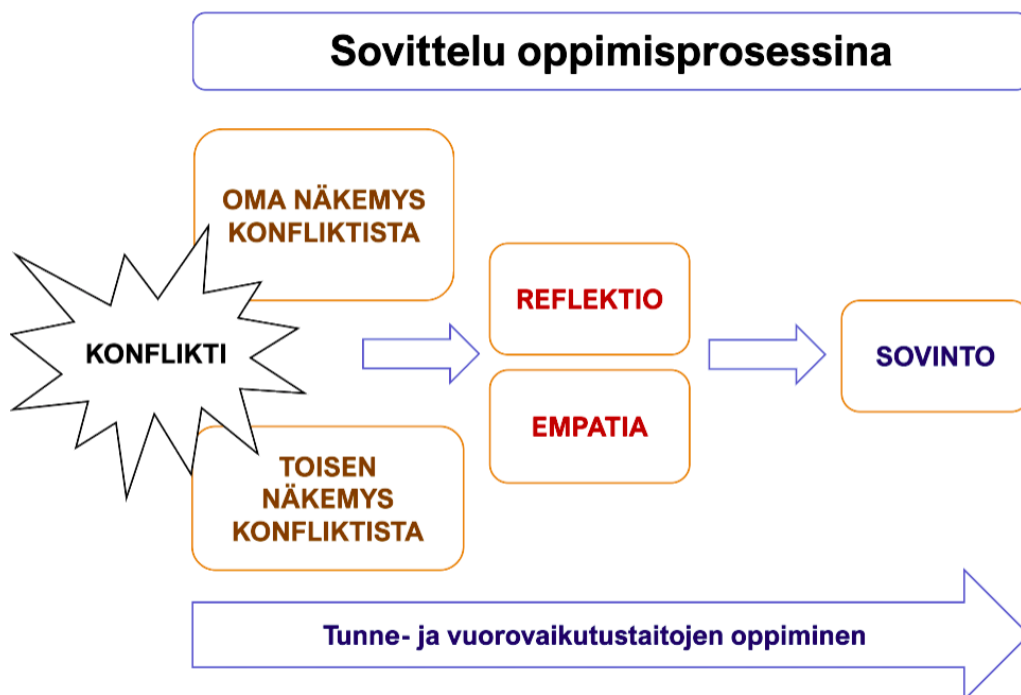 Sovittelu oppimisprosessina
OMA NÄKEMYS
KONFLIKTISTA
KONFLIKTI
TOISEN
NÄKEMYS
KONFLIKTISTA
REFLEKTIO
EMPATIA
SOVINTO
Tunne- ja vuorovaikutustaitojen oppiminen